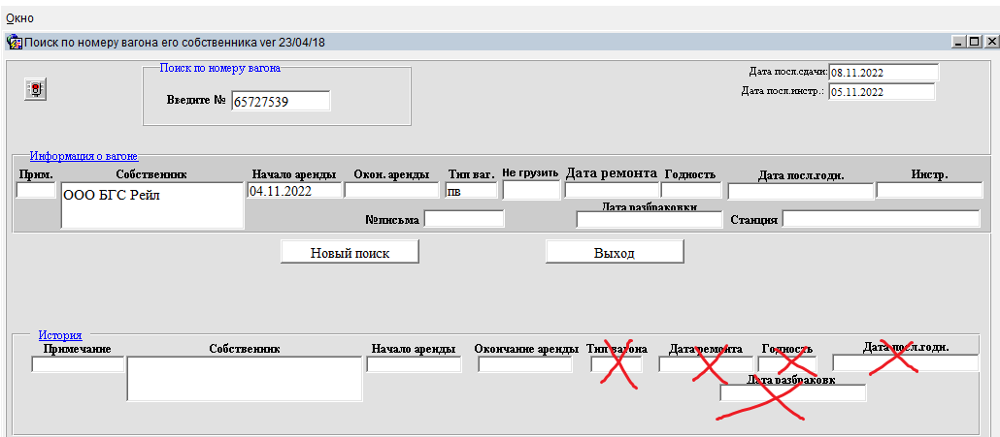 Окно
Поиск по номеру вагона его собственника ver 23/04/18
Поиск по номеру вагона
Введите № 65727539
Дата посл.сдачи: 08.11.2022
Дата посл.инстр.: 05.11.2022
Информация о вагоне
Прим. Собственник Начало аренды Окон. аренды Тип ваг. Не грузить Дата ремонта Годность Дата посл.годн. Инстр.
ООО БГС Рейл 04.11.2022 пв
Дата разбраковки
№письма Станция
Новый поиск Выход
История
Примечание Собственник Начало аренды Окончание аренды Тип вагона Дата ремонта Годность Дата посл.годн.
Дата разбраковк